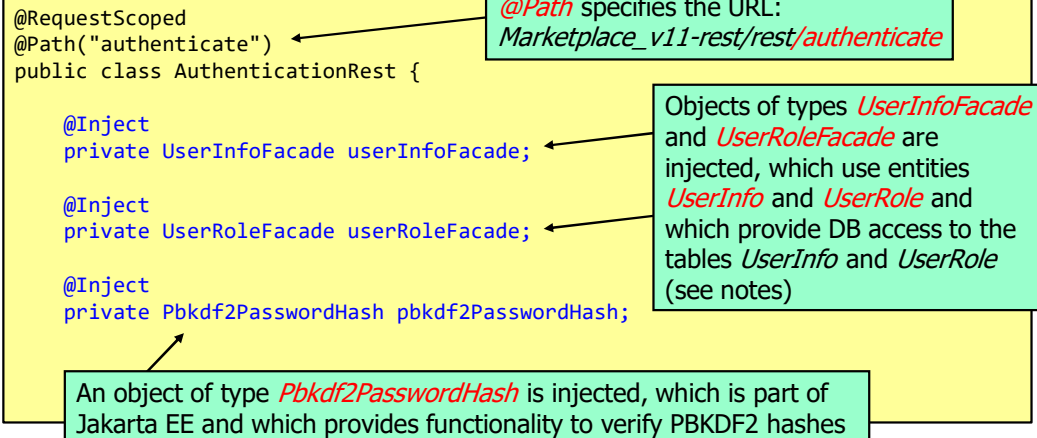 @RequestScoped
@Path("authenticate")
public class AuthenticationRest {
@Path specifies the URL:
Marketplace_v11-rest/rest/authenticate
@Inject
private UserInfoFacade userInfoFacade;
@Inject
private UserRoleFacade userRoleFacade;
@Inject
private Pbkdf2PasswordHash pbkdf2PasswordHash;
Objects of types UserInfoFacade
and UserRoleFacade are
injected, which use entities
UserInfo and UserRole and
which provide DB access to the
tables UserInfo and UserRole
(see notes)
An object of type Pbkdf2PasswordHash is injected, which is part of
Jakarta EE and which provides functionality to verify PBKDF2 hashes